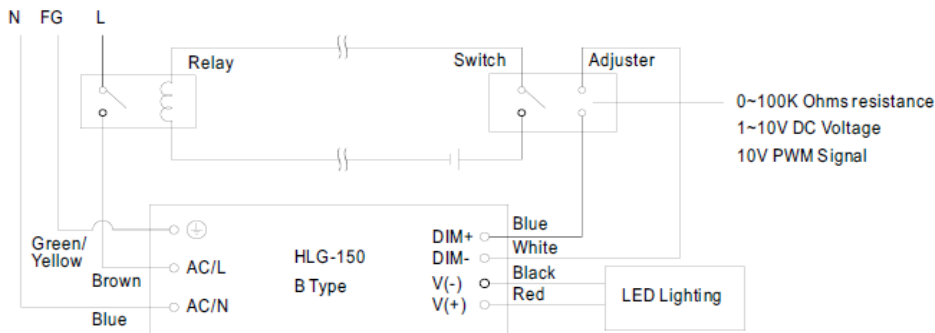 N FG L
Relay
Switch
Adjuster
0~100K Ohms resistance
1~10V DC Voltage
10V PWM Signal
Green/
Yellow
Brown
Blue
AC/L
AC/N
HLG-150
B Type
DIM+
DIM-
V(-)
V(+)
Blue
White
Black
Red
LED Lighting